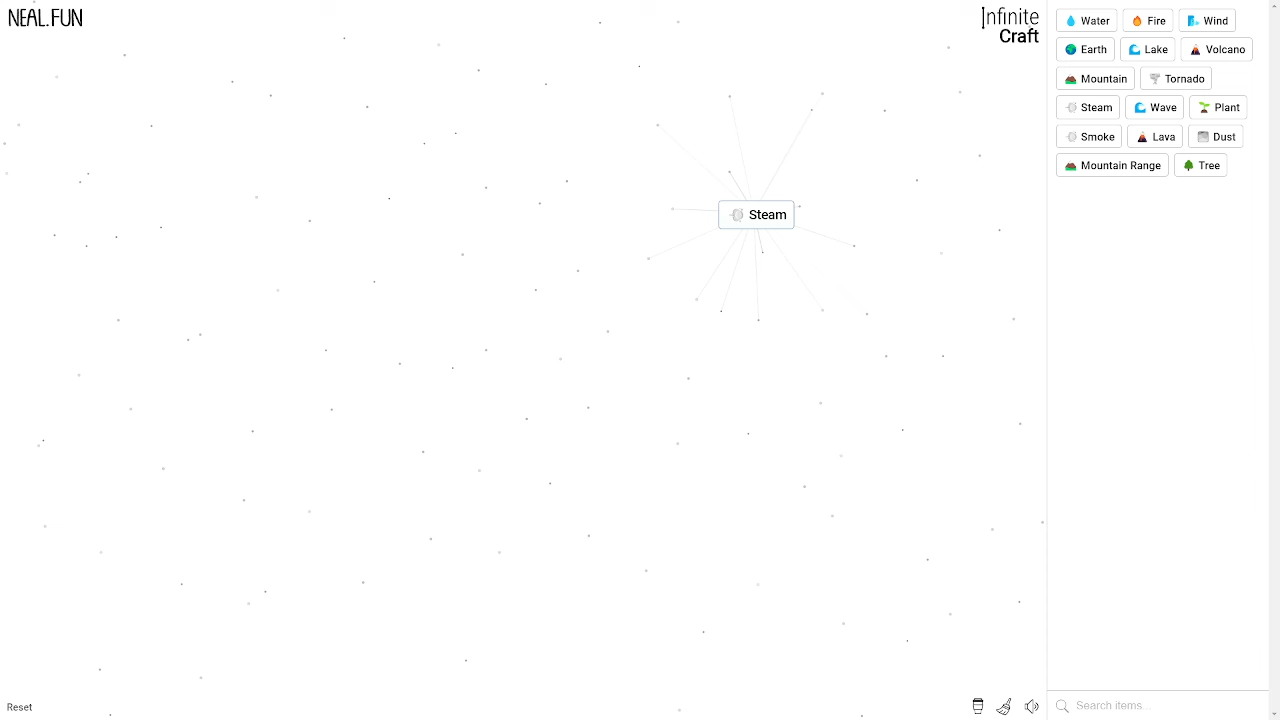 NEAL.FUN
Infinite
Craft
Water Fire Wind
Earth Lake Volcano
Mountain Tornado
Steam Wave Plant
Smoke Lava Dust
Mountain Range Tree
Steam
Reset
Search items...